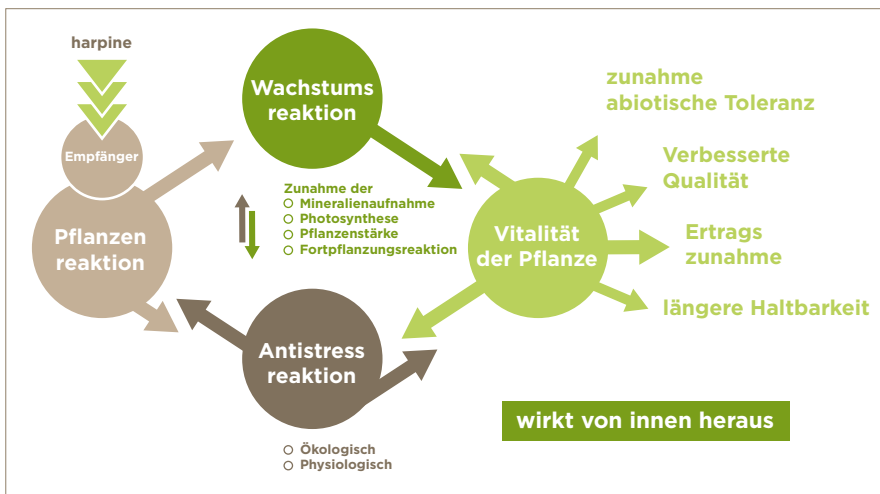 harpine
Empfänger
Pflanzen
reaktion
Wachstums
reaktion
Zunahme der
Mineralienaufnahme
Photosynthese
Pflanzenstärke
Fortpflanzungsreaktion
Antistress
reaktion
Ökologisch
Physiologisch
Vitalität
der Pflanze
zunahme
abiotische Toleranz
Verbesserte
Qualität
Ertrags
zunahme
längere Haltbarkeit
wirkt von innen heraus